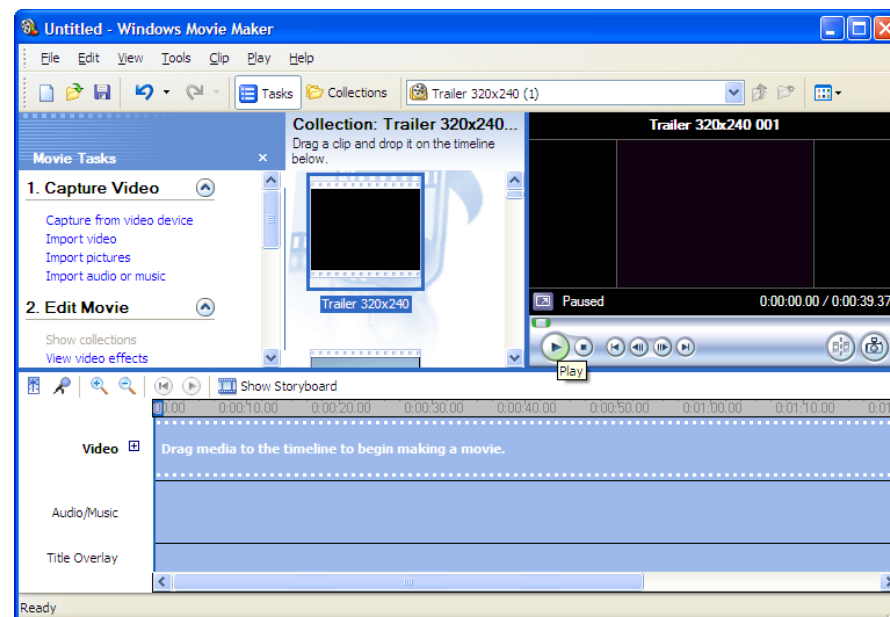 Untitled - Windows Movie Maker
File Edit View Tools Clip Play Help
Tasks Collections Trailer 320x240 (1)
Movie Tasks
1. Capture Video
Capture from video device
Import video
Import pictures
Import audio or music
2. Edit Movie
Show collections
View video effects
Collection: Trailer 320x240...
Drag a clip and drop it on the timeline
below.
Trailer 320x240
Trailer 320x240 001
Paused 0:00:00.00 / 0:00:39.37
Play
Show Storyboard
0:00:10.00 0:00:20.00 0:00:30.00 0:00:40.00 0:00:50.00 0:01:00.00 0:01:10.00
Video Drag media to the timeline to begin making a movie.
Audio/Music
Title Overlay
Ready